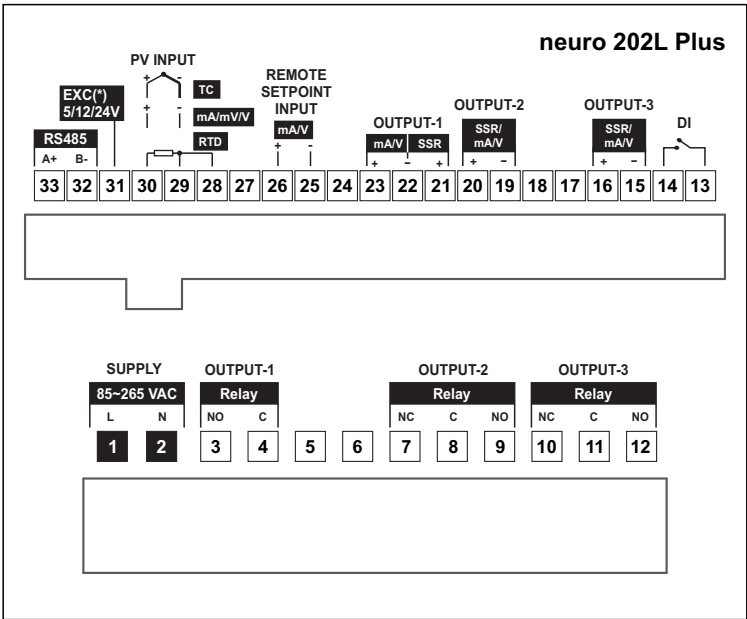 neuro 202L Plus
PV INPUT
+ -
TC
+ -
mA/mV/V
RTD
EXC(*)
5/12/24V
RS485
A+ B-
REMOTE
SETPOINT
INPUT
mA/V
+ -
OUTPUT-1
mA/V SSR
+ − +
OUTPUT-2
SSR/
mA/V
+ −
OUTPUT-3
SSR/
mA/V
+ −
DI
33 32 31 30 29 28 27 26 25 24 23 22 21 20 19 18 17 16 15 14 13
SUPPLY OUTPUT-1 OUTPUT-2 OUTPUT-3
85~265 VAC Relay Relay Relay
L N NO C NC C NO NC C NO
1 2 3 4 5 6 7 8 9 10 11 12